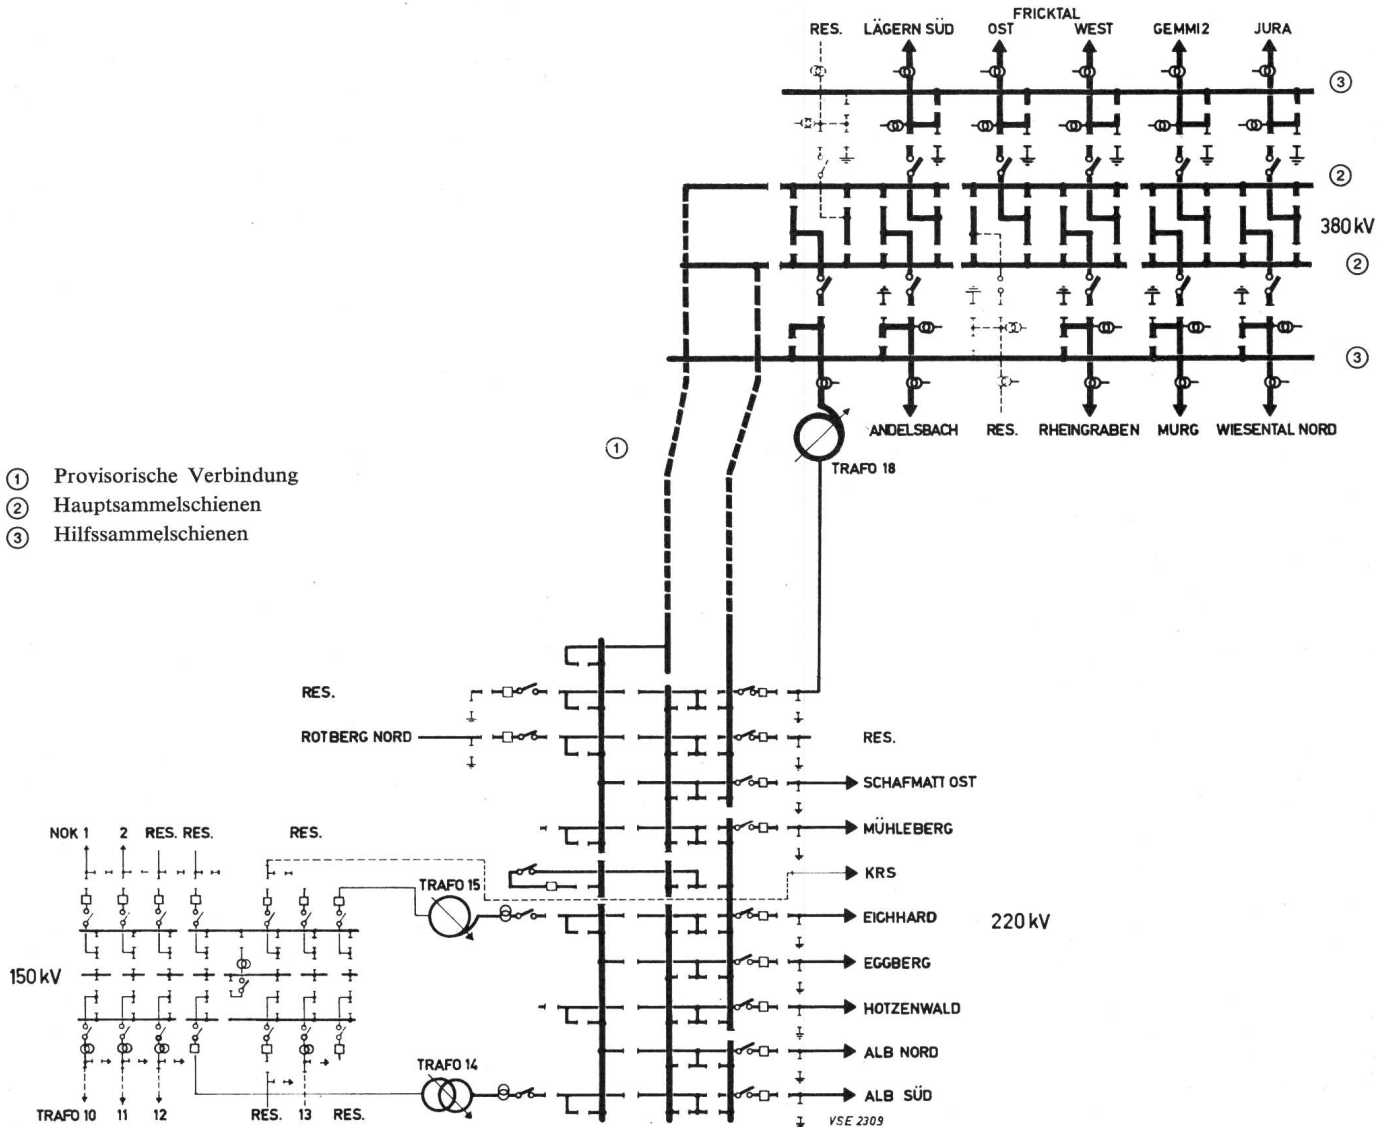 FRICKTAL
RES. LÄGERN SÜD OST WEST GEMMI 2 JURA
3
2
380 kV
2
3
ANDELSBACH RES. RHEINGRABEN MURG WIESENTAL NORD
1
TRAFO 18
1 Provisorische Verbindung
2 Hauptsammelschienen
3 Hilfssammelschienen
RES.
ROTBERG NORD
RES.
SCHAFMATT OST
NOK 1 2 RES. RES. RES.
MÜHLEBERG
KRS
TRAFO 15
EICHHARD
220 kV
EGGBERG
150 kV
HOTZENWALD
ALB NORD
TRAFO 14
ALB SÜD
TRAFO 10 11 12 RES. 13 RES.
VSE 2309